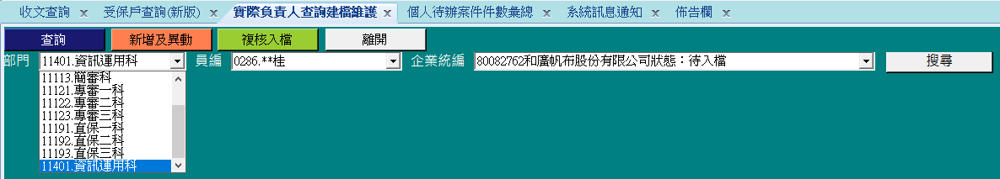 收文查詢 × 受保戶查詢(新版) × 實際負責人查詢建檔維護 × 個人待辦案件件數彙總 × 系統訊息通知 × 佈告欄 ×
查詢 新增及異動 複核入檔 離開
部門 11401.資訊運用科 員編 0286.**桂 企業統編 80082762和廣帆布股份有限公司狀態：待入檔 搜尋
11113.簡審科
11121.專審一科
11122.專審二科
11123.專審三科
11191.直保一科
11192.直保二科
11193.直保三科
11401.資訊運用科